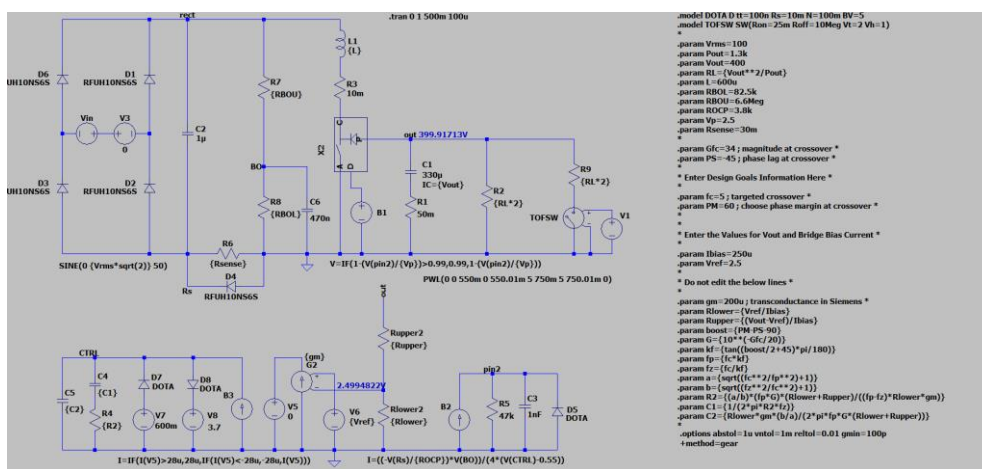 rect
.tran 0 1 500m 100u
D6
RFUH10NS6S
D1
RFUH10NS6S
Vin
V3
0
D3
RFUH10NS6S
D2
RFUH10NS6S
C2
1µ
R7
{RBOU}
BO
R8
{RBOL}
C6
470n
R6
{Rsense}
D4
RFUH10NS6S
Rs
SINE(0 {Vrms*sqrt(2)} 50)
L1
{L}
R3
10m
X2
C
P
A
D
B1
out 399.91713V
C1
330µ
IC={Vout}
R1
50m
R2
{RL*2}
R9
{RL*2}
TOFSW
V1
V=IF(1-(V(pin2)/{Vp})>0.99,0.99,1-(V(pin2)/{Vp}))
PWL(0 0 550m 0 550.01m 5 750m 5 750.01m 0)
CTRL
C5
{C2}
C4
{C1}
R4
{R2}
D7
DOTA
V7
600m
D8
DOTA
V8
3.7
B3
V5
0
{gm}
G2
2.4994822V
V6
{Vref}
out
Rupper2
{Rupper}
Rlower2
{Rlower}
I=IF(I(V5)>28u,28u,IF(I(V5)<-28u,-28u,I(V5)))
pin2
B2
R5
47k
C3
1nF
D5
DOTA
I=((-V(Rs)/{ROCP})*V(BO))/(4*(V(CTRL)-0.55))
.model DOTA D tt=100n Rs=10m N=100m BV=5
.model TOFSW SW(Ron=25m Roff=10Meg Vt=2 Vh=1)
*
.param Vrms=100
.param Pout=1.3k
.param Vout=400
.param RL={Vout**2/Pout}
.param L=600u
.param RBOL=82.5k
.param RBOU=6.6Meg
.param ROCP=3.8k
.param Vp=2.5
.param Rsense=30m
*
.param Gfc=34 ; magnitude at crossover *
.param PS=-45 ; phase lag at crossover *
*
* Enter Design Goals Information Here *
*
.param fc=5 ; targeted crossover *
.param PM=60 ; choose phase margin at crossover *
*
*
* Enter the Values for Vout and Bridge Bias Current *
*
.param Ibias=250u
.param Vref=2.5
*
* Do not edit the below lines *
*
.param gm=200u ; transconductance in Siemens *
.param Rlower={Vref/Ibias}
.param Rupper={(Vout-Vref)/Ibias}
.param boost={PM-PS-90}
.param G={10**(-Gfc/20)}
.param kf={tan((boost/2+45)*pi/180)}
.param fp={fc*kf}
.param fz={fc/kf}
.param a={sqrt((fc**2/fp**2)+1)}
.param b={sqrt((fz**2/fc**2)+1)}
.param R2={(a/b)*(fp*G)*(Rlower+Rupper)/((fp-fz)*Rlower*gm)}
.param C1={1/(2*pi*R2*fz)}
.param C2={Rlower*gm*(b/a)/(2*pi*fp*G*(Rlower+Rupper))}
*
.options abstol=1u vntol=1m reltol=0.01 gmin=100p
+method=gear